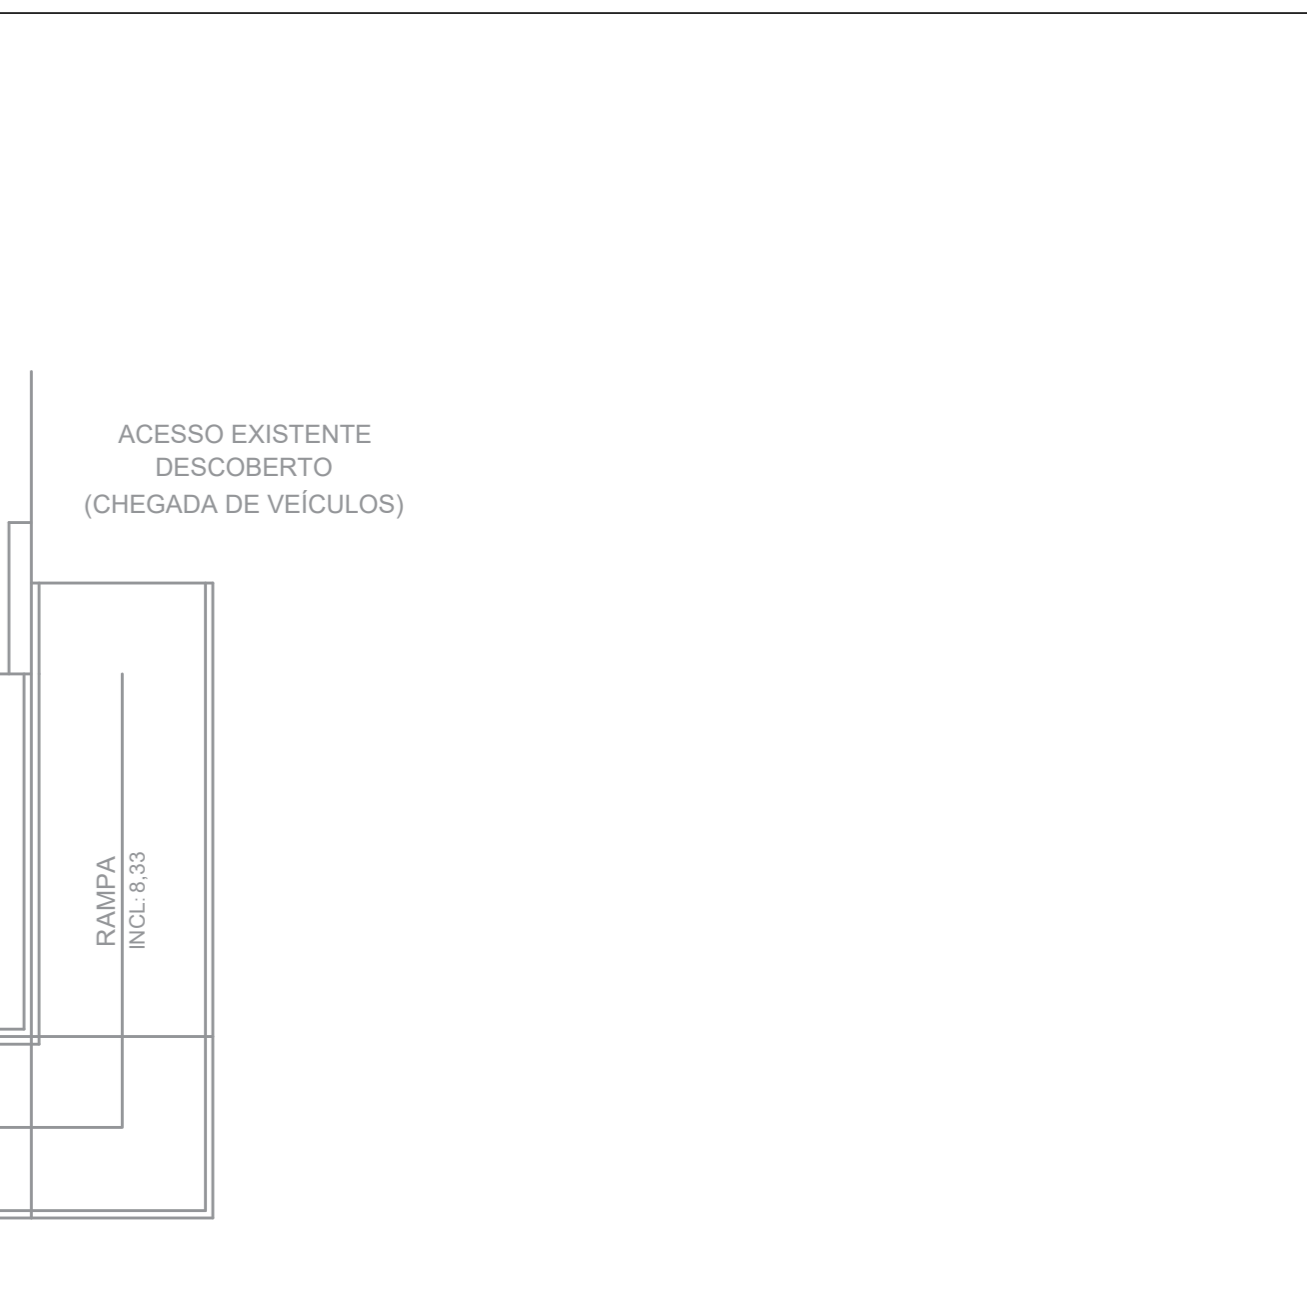 ACESSO EXISTENTE
DESCOBERTO
(CHEGADA DE VEÍCULOS)
RAMPA
INCL: 8,33